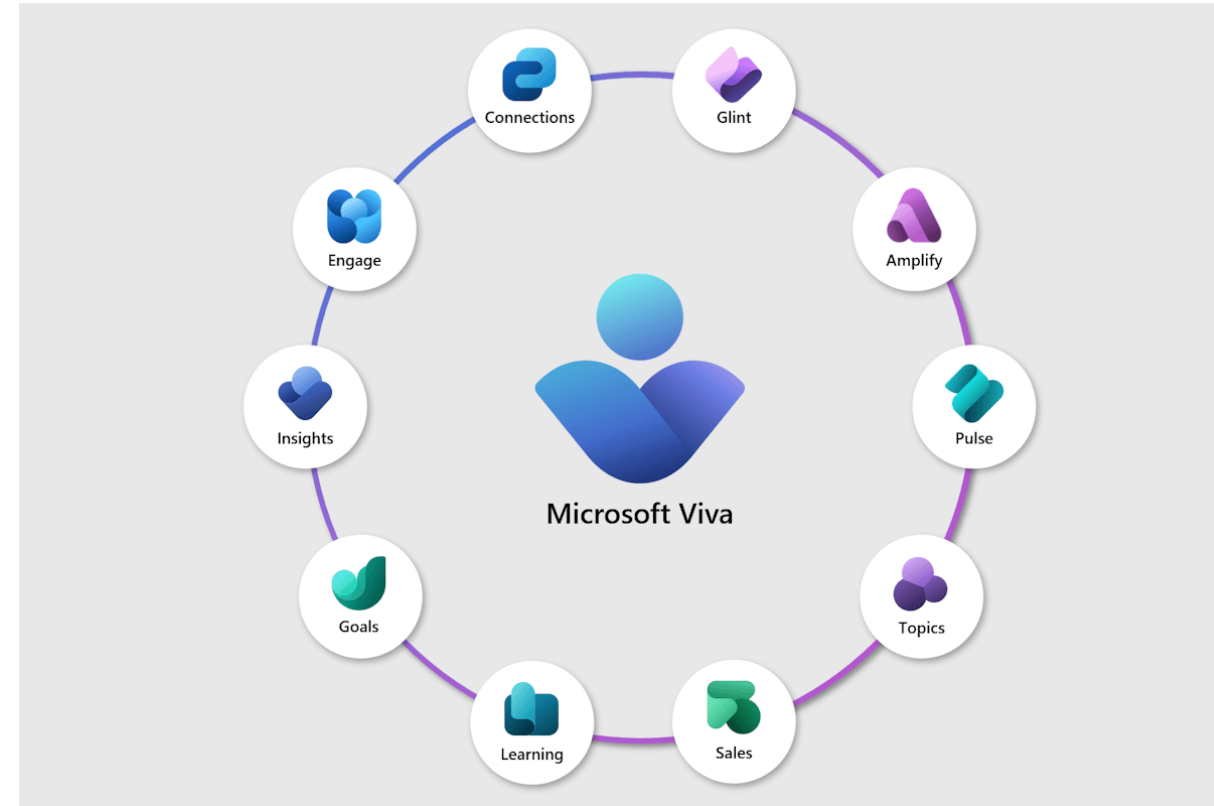 Connections
Glint
Engage
Amplify
Microsoft Viva
Insights
Pulse
Goals
Topics
Learning
Sales